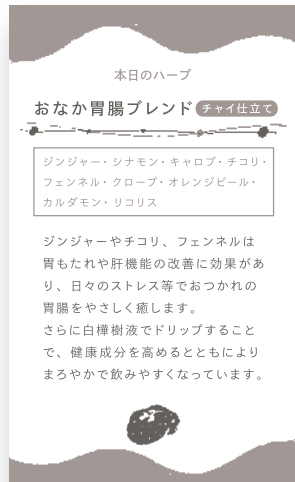 本日のハーブ
おなか胃腸ブレンド チャイ仕立て
ジンジャー・シナモン・キャロブ・チコリ・
フェンネル・クローブ・オレンジピール・
カルダモン・リコリス
ジンジャーやチコリ、フェンネルは
胃もたれや肝機能の改善に効果があ
り、日々のストレス等でおつかれの
胃腸をやさしく癒します。
さらに白樺樹液でドリップすること
で、健康成分を高めるとともにより
まろやかで飲みやすくなっています。